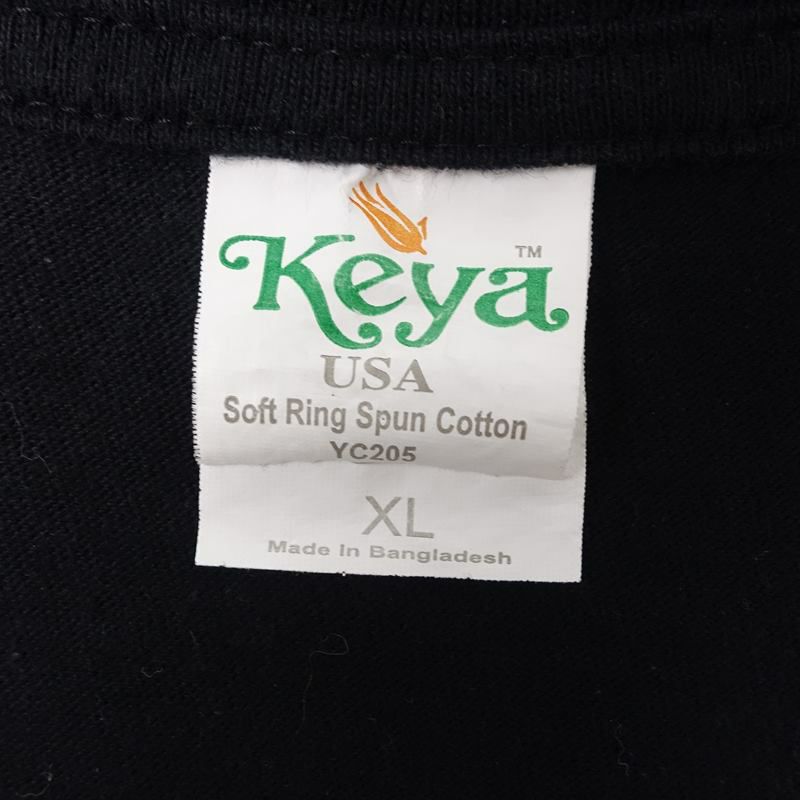 Keya™
USA
Soft Ring Spun Cotton
YC205
XL
Made In Bangladesh